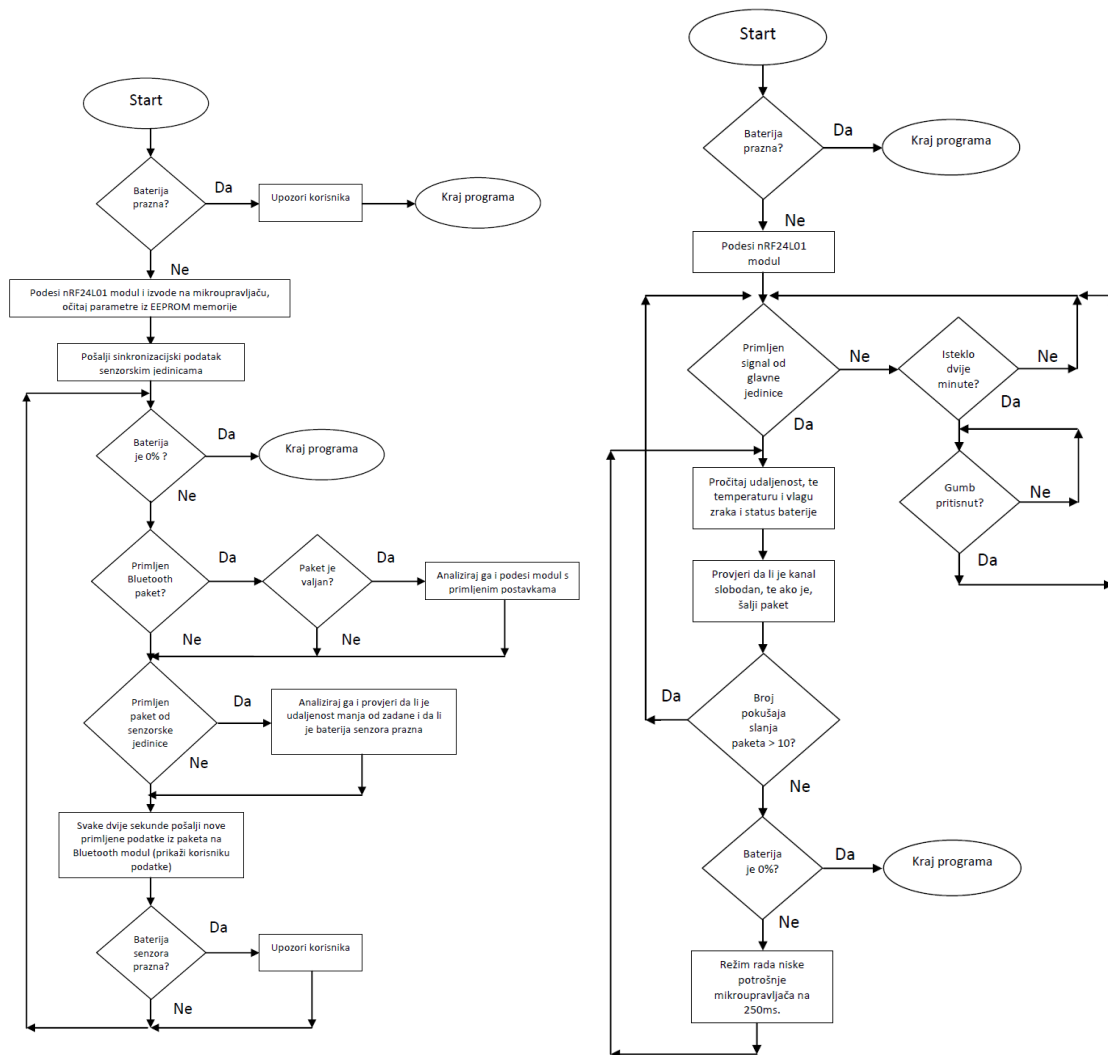 Start
Baterija
prazna?
Da
Upozori korisnika
Kraj programa
Ne
Podesi nRF24L01 modul i izvode na mikroupravljaču,
očitaj parametre iz EEPROM memorije
Pošalji sinkronizacijski podatak
senzorskim jedinicama
Baterija
je 0% ?
Da
Kraj programa
Ne
Primljen
Bluetooth
paket?
Da
Paket je
valjan?
Da
Analiziraj ga i podesi modul s
primljenim postavkama
Ne
Ne
Primljen
paket od
senzorske
jedinice
Da
Analiziraj ga i provjeri da li je
udaljenost manja od zadane i da li
je baterija senzora prazna
Ne
Svake dvije sekunde pošalji nove
primljene podatke iz paketa na
Bluetooth modul (prikaži korisniku
podatke)
Baterija
senzora
prazna?
Da
Upozori korisnika
Ne
Start
Baterija
prazna?
Da
Kraj programa
Ne
Podesi nRF24L01
modul
Primljen
signal od
glavne
jedinice
Ne
Isteklo
dvije
minute?
Ne
Da
Da
Gumb
pritisnut?
Ne
Da
Pročitaj udaljenost, te
temperaturu i vlagu
zraka i status baterije
Provjeri da li je kanal
slobodan, te ako je,
šalji paket
Broj
pokušaja
slanja
paketa > 10?
Da
Ne
Baterija
je 0%?
Da
Kraj programa
Ne
Režim rada niske
potrošnje
mikroupravljača na
250ms.